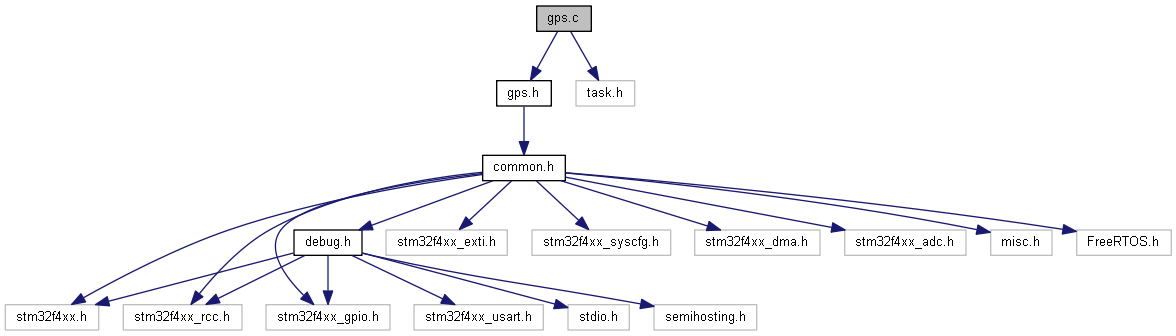 gps.c
gps.h
task.h
common.h
debug.h
stm32f4xx_exti.h
stm32f4xx_syscfg.h
stm32f4xx_dma.h
stm32f4xx_adc.h
misc.h
FreeRTOS.h
stm32f4xx.h
stm32f4xx_rcc.h
stm32f4xx_gpio.h
stm32f4xx_usart.h
stdio.h
semihosting.h